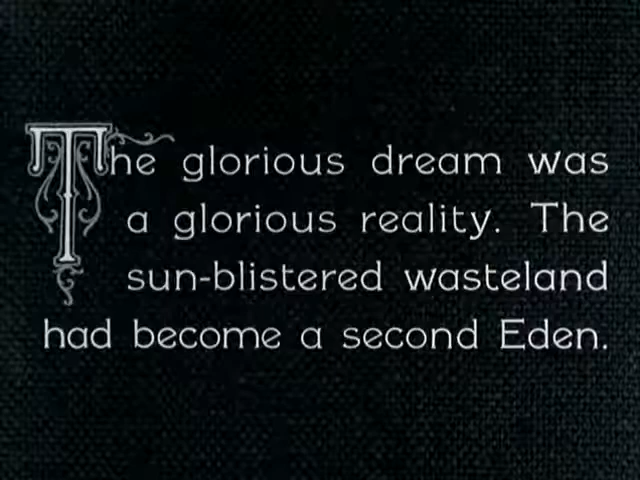 The glorious dream was
a glorious reality. The
sun-blistered wasteland
had become a second Eden.